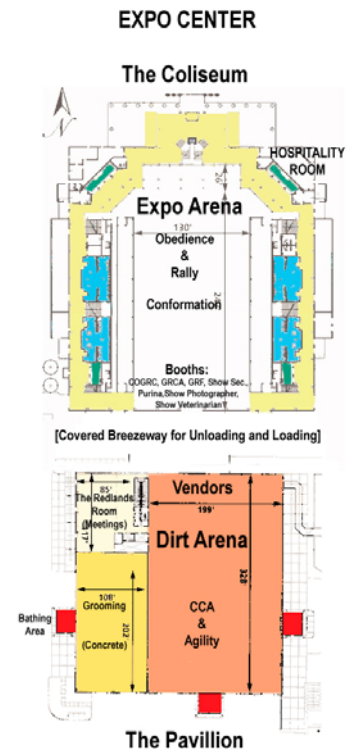 EXPO CENTER
The Coliseum
HOSPITALITY
ROOM
26'
Expo Arena
130'
Obedience
&
Rally
Conformation
Booths:
COGRC, GRCA, GRF, Show Sec.,
Purina,Show Photographer,
Show Veterinarian
[Covered Breezeway for Unloading and Loading]
85'
Vendors
The Redlands
Room
(Meetings)
199'
Dirt Arena
328'
108'
Grooming
202'
Bathing
Area
(Concrete)
CCA
&
Agility
The Pavillion